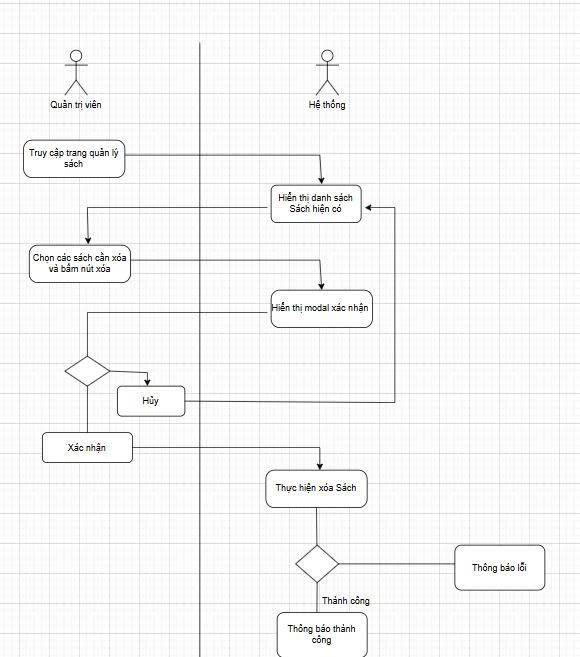 Quản trị viên
Hệ thống
Truy cập trang quản lý
sách
Hiển thị danh sách
Sách hiện có
Chọn các sách cần xóa
và bấm nút xóa
Hiển thị modal xác nhận
Hủy
Xác nhận
Thực hiện xóa Sách
Thông báo lỗi
Thành công
Thông báo thành
công